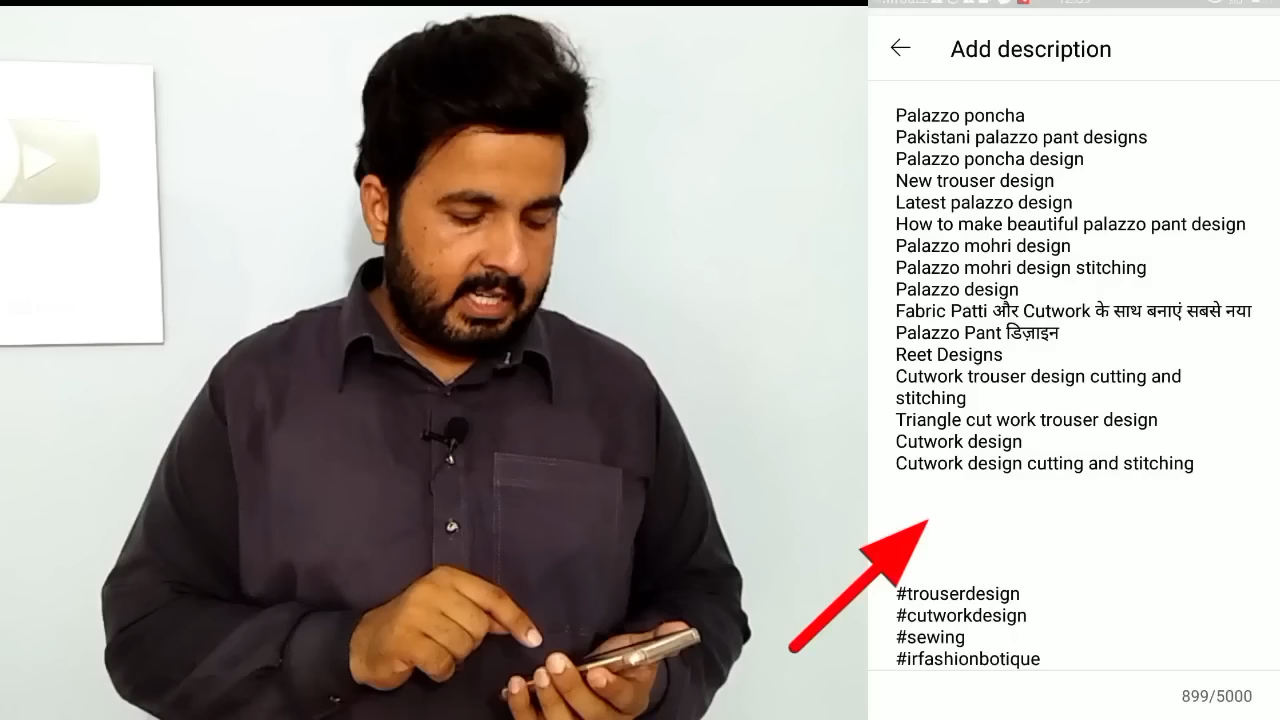 Add description
Palazzo poncha
Pakistani palazzo pant designs
Palazzo poncha design
New trouser design
Latest palazzo design
How to make beautiful palazzo pant design
Palazzo mohri design
Palazzo mohri design stitching
Palazzo design
Fabric Patti और Cutwork के साथ बनाएं सबसे नया
Palazzo Pant डिज़ाइन
Reet Designs
Cutwork trouser design cutting and
stitching
Triangle cut work trouser design
Cutwork design
Cutwork design cutting and stitching
#trouserdesign
#cutworkdesign
#sewing
#irfashionbotique
899/5000